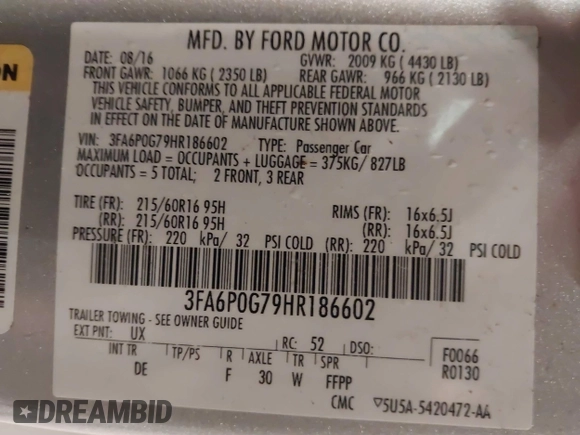 ON
MFD. BY FORD MOTOR CO.
DATE: 08/16 GVWR: 2009 KG ( 4430 LB)
FRONT GAWR: 1066 KG ( 2350 LB) REAR GAWR: 966 KG ( 2130 LB)
THIS VEHICLE CONFORMS TO ALL APPLICABLE FEDERAL MOTOR
VEHICLE SAFETY, BUMPER, AND THEFT PREVENTION STANDARDS
IN EFFECT ON THE DATE OF MANUFACTURE SHOWN ABOVE.
VIN: 3FA6P0G79HR186602 TYPE: Passenger Car
MAXIMUM LOAD = OCCUPANTS + LUGGAGE = 375KG/ 827LB
OCCUPANTS = 5 TOTAL; 2 FRONT, 3 REAR
TIRE (FR): 215/60R16 95H RIMS (FR): 16x6.5J
(RR): 215/60R16 95H (RR): 16x6.5J
PRESSURE (FR): 220 kPa/ 32 PSI COLD (RR): 220 kPa/ 32 PSI COLD
3FA6P0G79HR186602
TRAILER TOWING - SEE OWNER GUIDE
EXT PNT: UX RC: 52 DSO: F0066
INT TR TP/PS R AXLE TR SPR R0130
DE F 30 W FFPP
CMC ▽5U5A-5420472-AA
DREAMBID